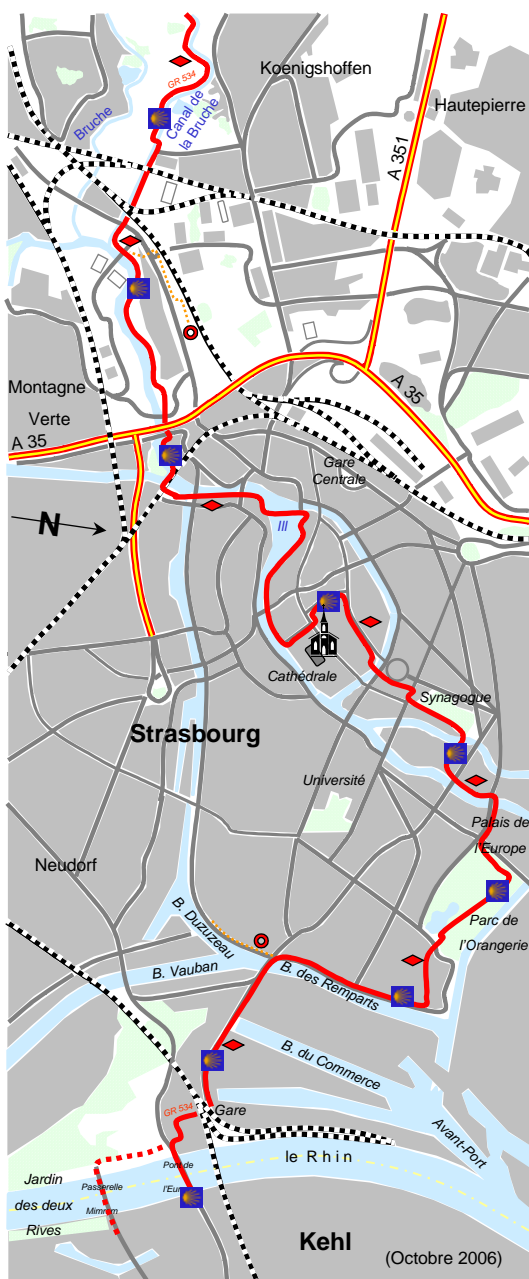 Koenigshoffen
GR 534
Hautepierre
Bruche
Canal de
la Bruche
A 351
Montagne
Verte
A 35
A 35
Gare
Centrale
N
Ill
Cathédrale
Synagogue
Strasbourg
Université
Palais de
l'Europe
Neudorf
Parc de
l'Orangerie
B. Duzuzeau
B. Vauban
B. des Remparts
B. du Commerce
GR 534
Gare
Avant-Port
le Rhin
Jardin
des deux
Rives
Passerelle
Mimram
Pont de
l'Europe
Kehl
(Octobre 2006)